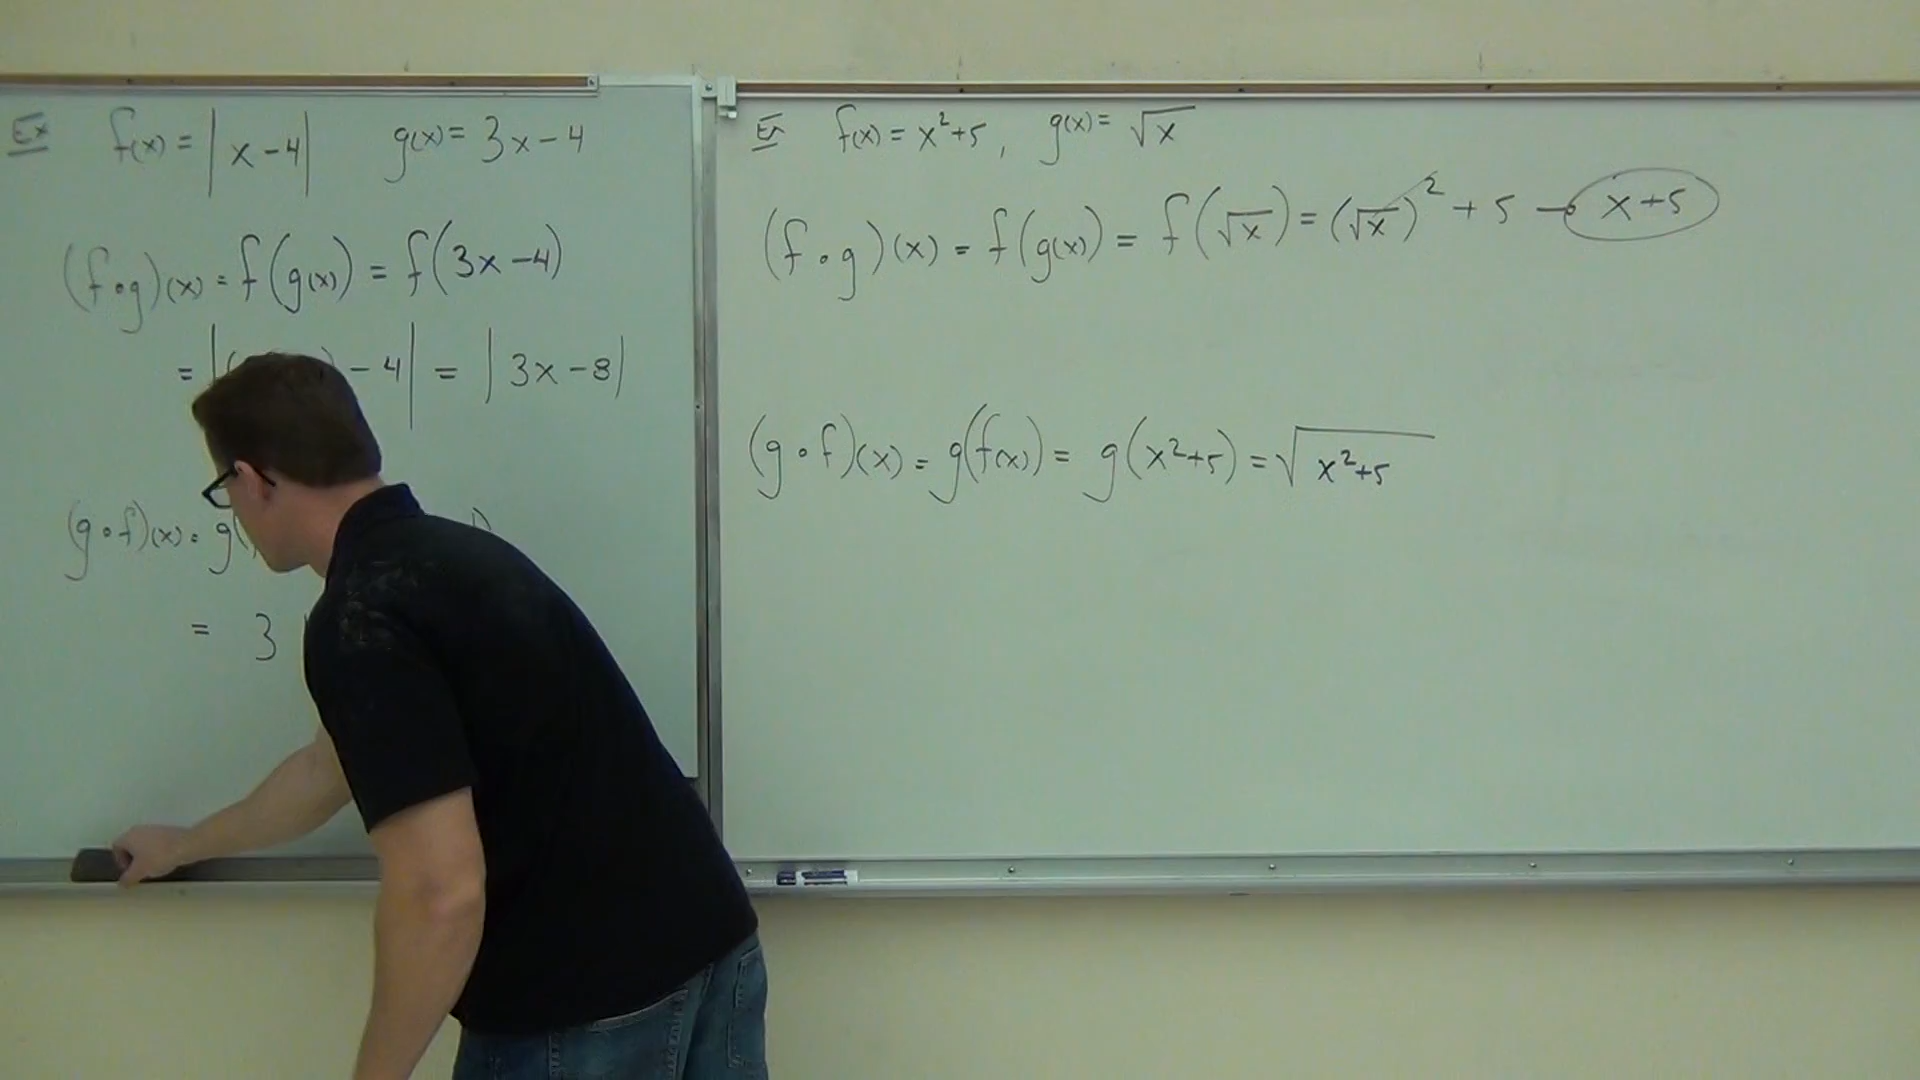 Ex f(x) = |x-4| g(x) = 3x-4
(f∘g)(x) = f(g(x)) = f(3x-4)
= |( ) - 4| = |3x-8|
(g∘f)(x) = g(
= 3
Ex f(x) = x²+5, g(x) = √x
(f∘g)(x) = f(g(x)) = f(√x) = (√x)² + 5 → x+5
(g∘f)(x) = g(f(x)) = g(x²+5) = √(x²+5)